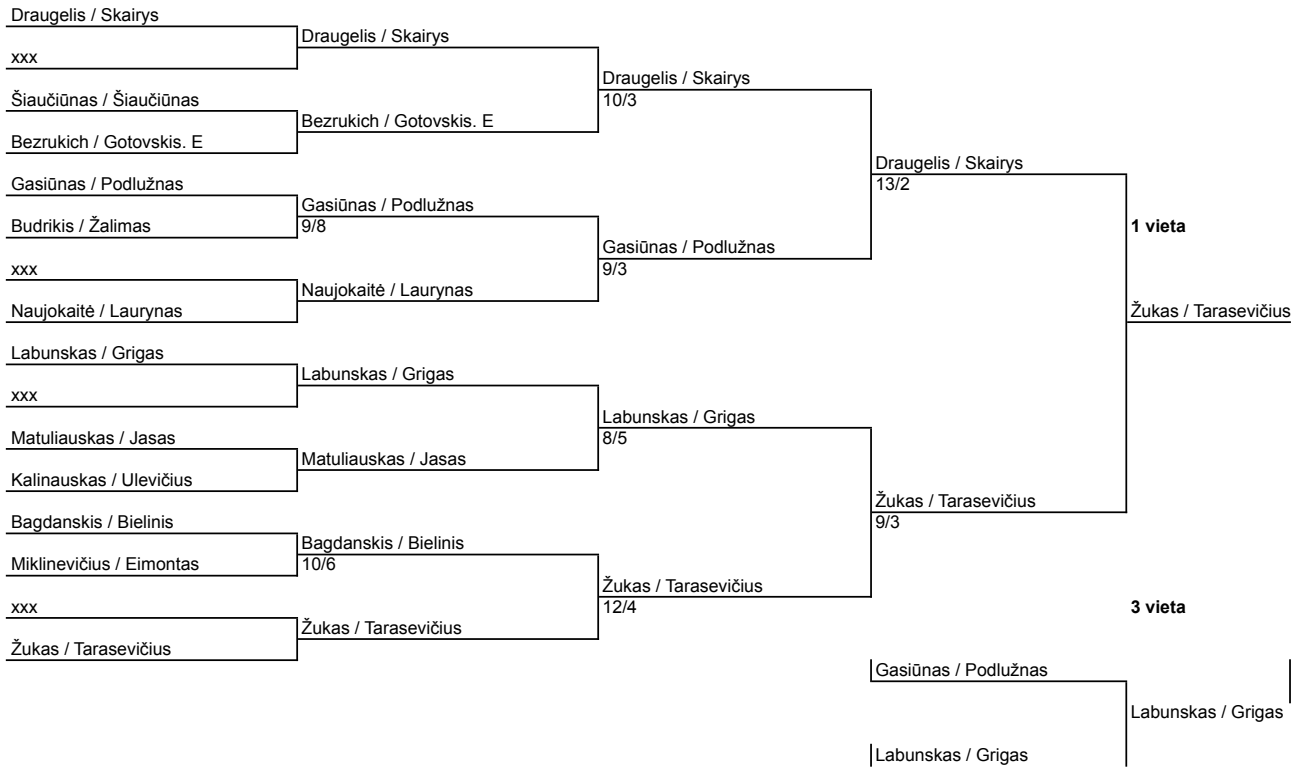 Draugelis / Skairys
Draugelis / Skairys
xxx
Draugelis / Skairys
Šiaučiūnas / Šiaučiūnas
10/3
Bezrukich / Gotovskis. E
Bezrukich / Gotovskis. E
Draugelis / Skairys
Gasiūnas / Podlužnas
13/2
Gasiūnas / Podlužnas
Budrikis / Žalimas
9/8
1 vieta
Gasiūnas / Podlužnas
xxx
9/3
Naujokaitė / Laurynas
Naujokaitė / Laurynas
Žukas / Tarasevičius
Labunskas / Grigas
Labunskas / Grigas
xxx
Labunskas / Grigas
Matuliauskas / Jasas
8/5
Matuliauskas / Jasas
Kalinauskas / Ulevičius
Žukas / Tarasevičius
Bagdanskis / Bielinis
9/3
Bagdanskis / Bielinis
Miklinevičius / Eimontas
10/6
Žukas / Tarasevičius
xxx
12/4
3 vieta
Žukas / Tarasevičius
Žukas / Tarasevičius
Gasiūnas / Podlužnas
Labunskas / Grigas
Labunskas / Grigas